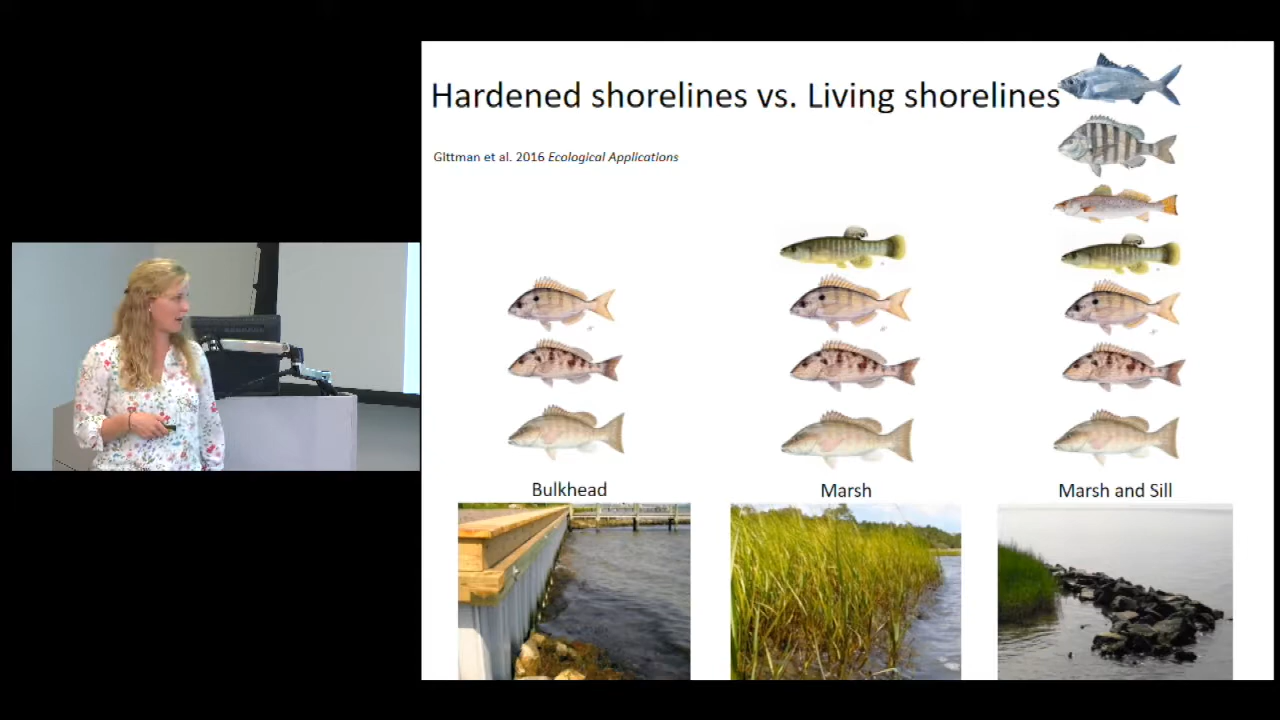 Hardened shorelines vs. Living shorelines
Gittman et al. 2016 Ecological Applications
Bulkhead
Marsh
Marsh and Sill